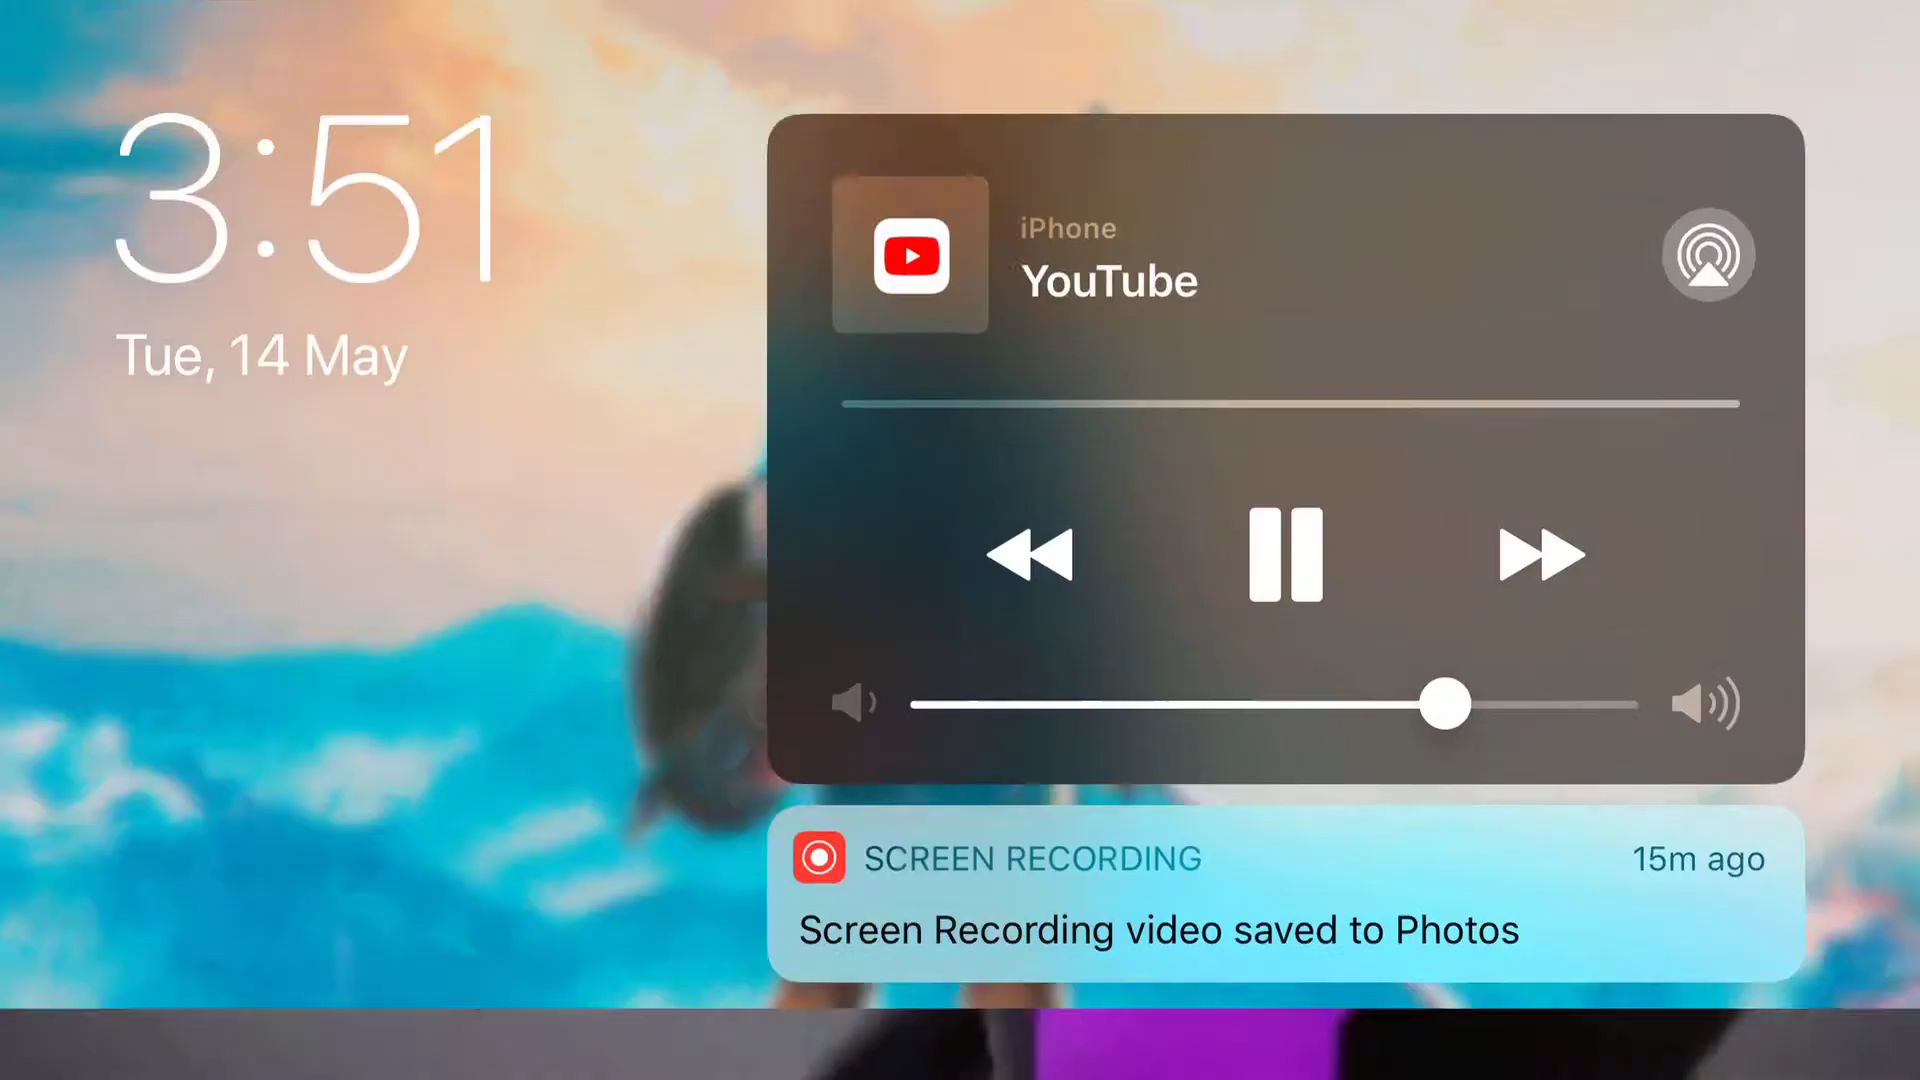 3:51
Tue, 14 May
iPhone
YouTube
SCREEN RECORDING
15m ago
Screen Recording video saved to Photos